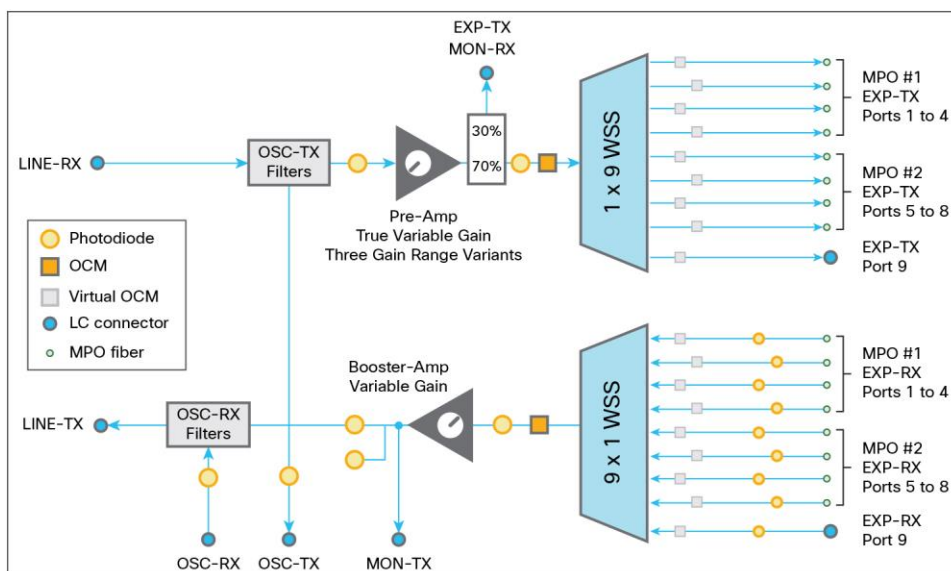 EXP-TX
MON-RX
LINE-RX
OSC-TX
Filters
30%
70%
1 x 9 WSS
MPO #1
EXP-TX
Ports 1 to 4
MPO #2
EXP-TX
Ports 5 to 8
EXP-TX
Port 9
Pre-Amp
True Variable Gain
Three Gain Range Variants
Photodiode
OCM
Virtual OCM
LC connector
MPO fiber
Booster-Amp
Variable Gain
9 x 1 WSS
MPO #1
EXP-RX
Ports 1 to 4
MPO #2
EXP-RX
Ports 5 to 8
EXP-RX
Port 9
LINE-TX
OSC-RX
Filters
OSC-RX
OSC-TX
MON-TX